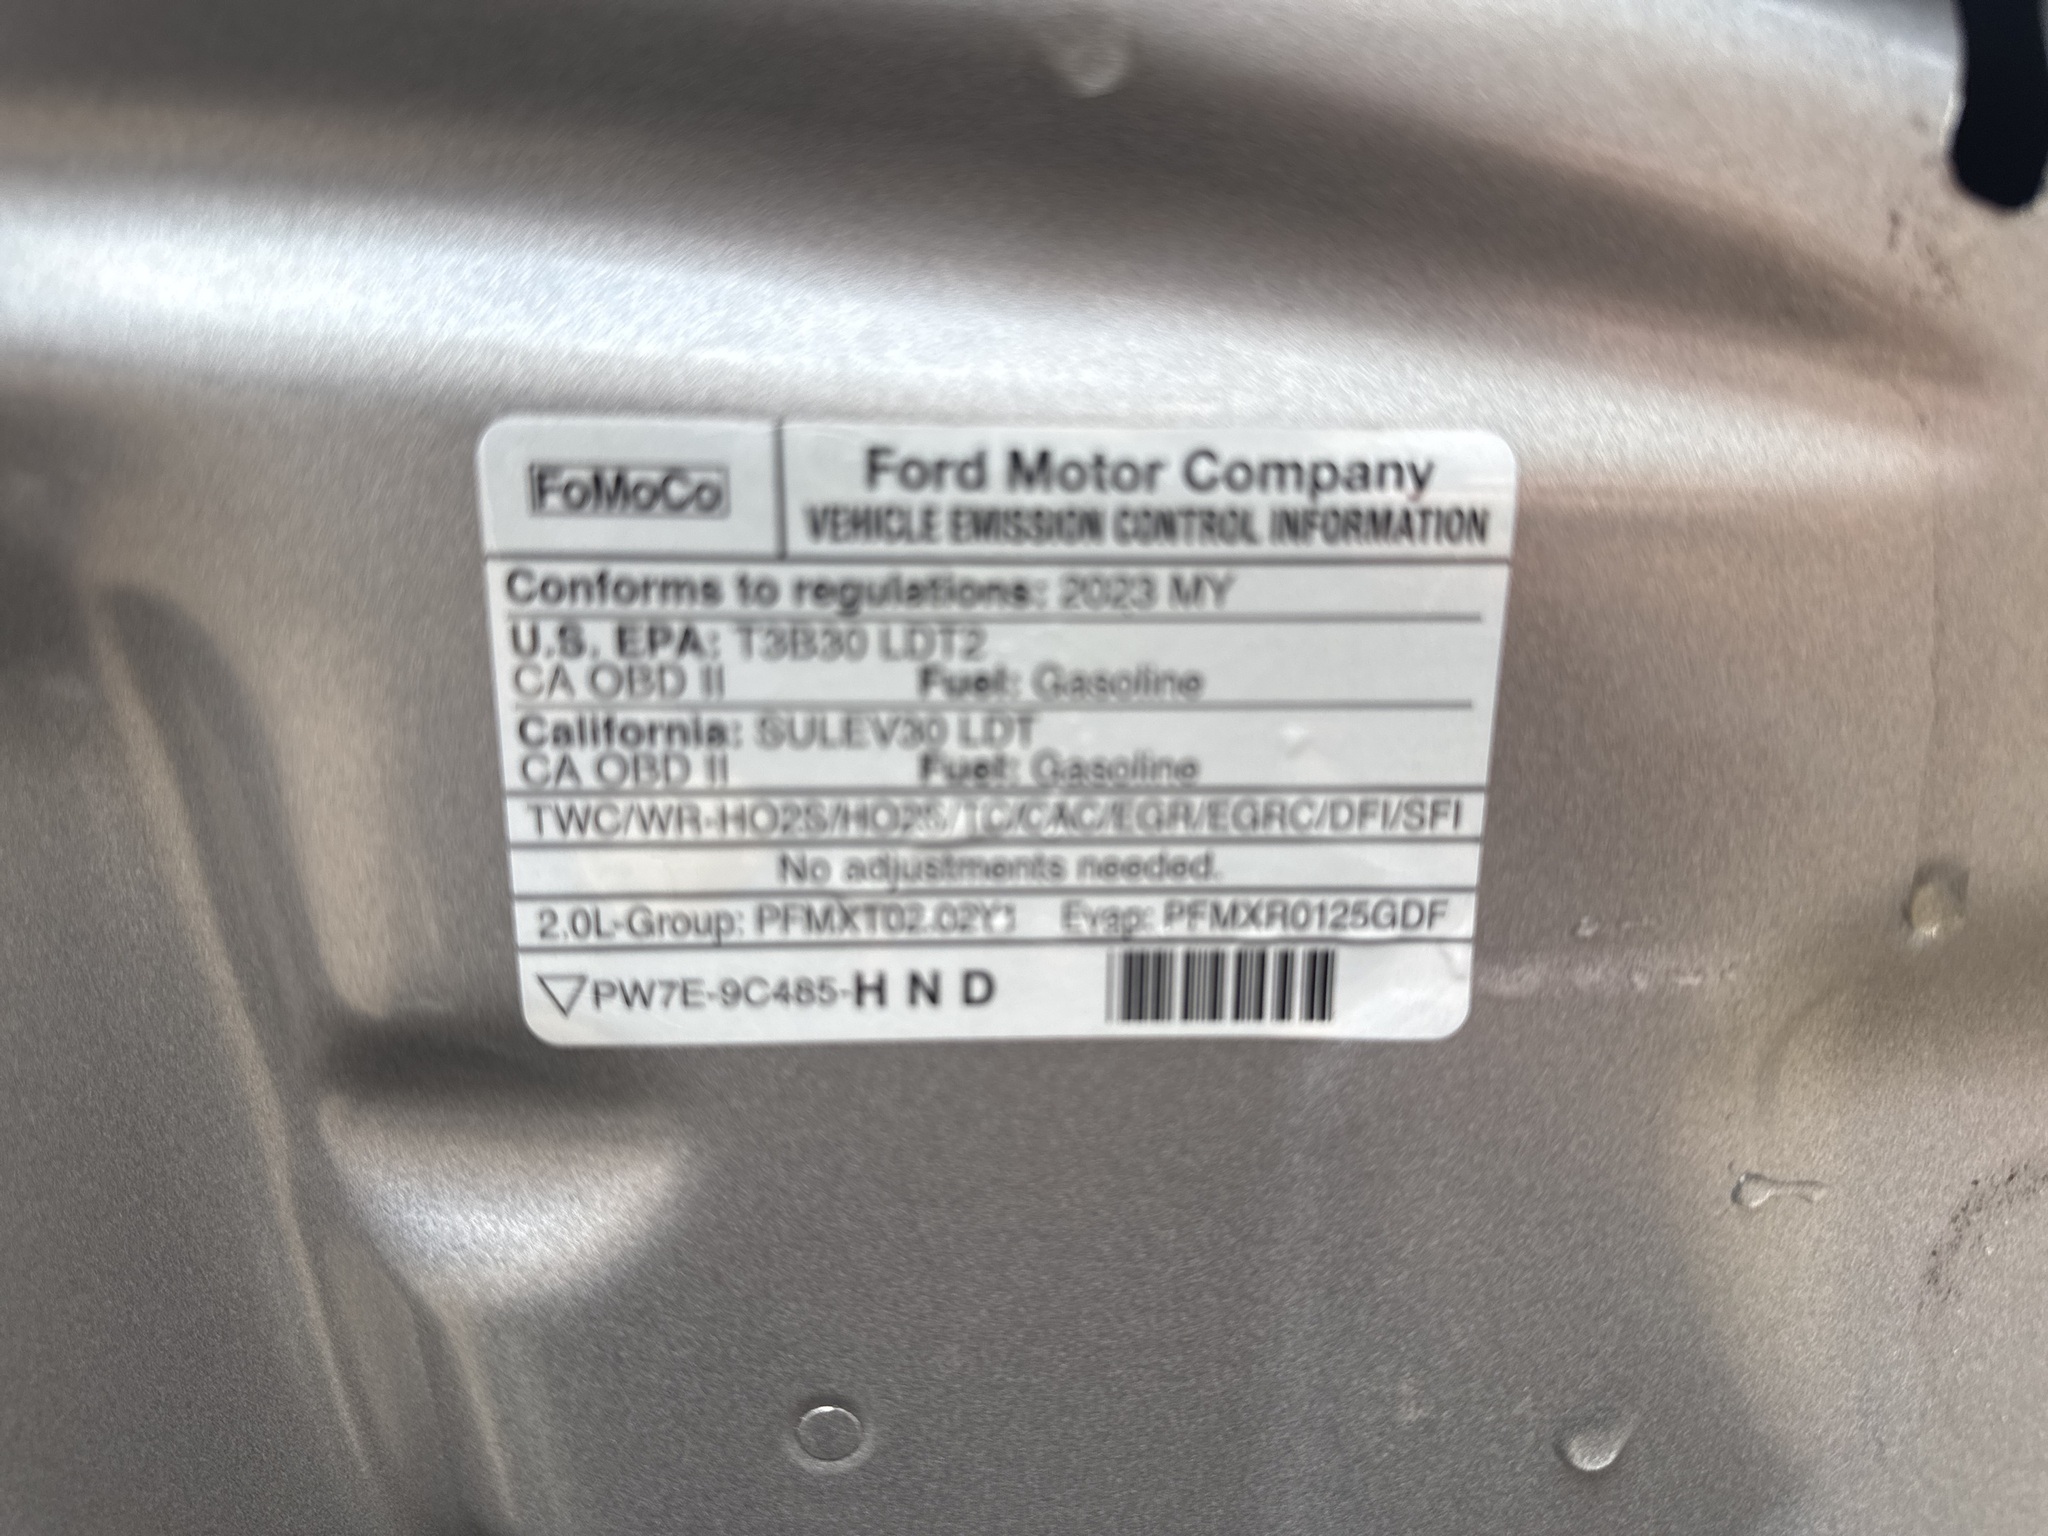 FoMoCo
Ford Motor Company
VEHICLE EMISSION CONTROL INFORMATION
Conforms to regulations: 2023 MY
U.S. EPA: T3B30 LDT2
CA OBD II Fuel: Gasoline
California: SULEV30 LDT
CA OBD II Fuel: Gasoline
TWC/WR-HO2S/HO2S/TC/CAC/EGR/EGRC/DFI/SFI
No adjustments needed.
2.0L-Group: PFMXT02.02Y1 Evap: PFMXR0125GDF
PW7E-9C485-H N D